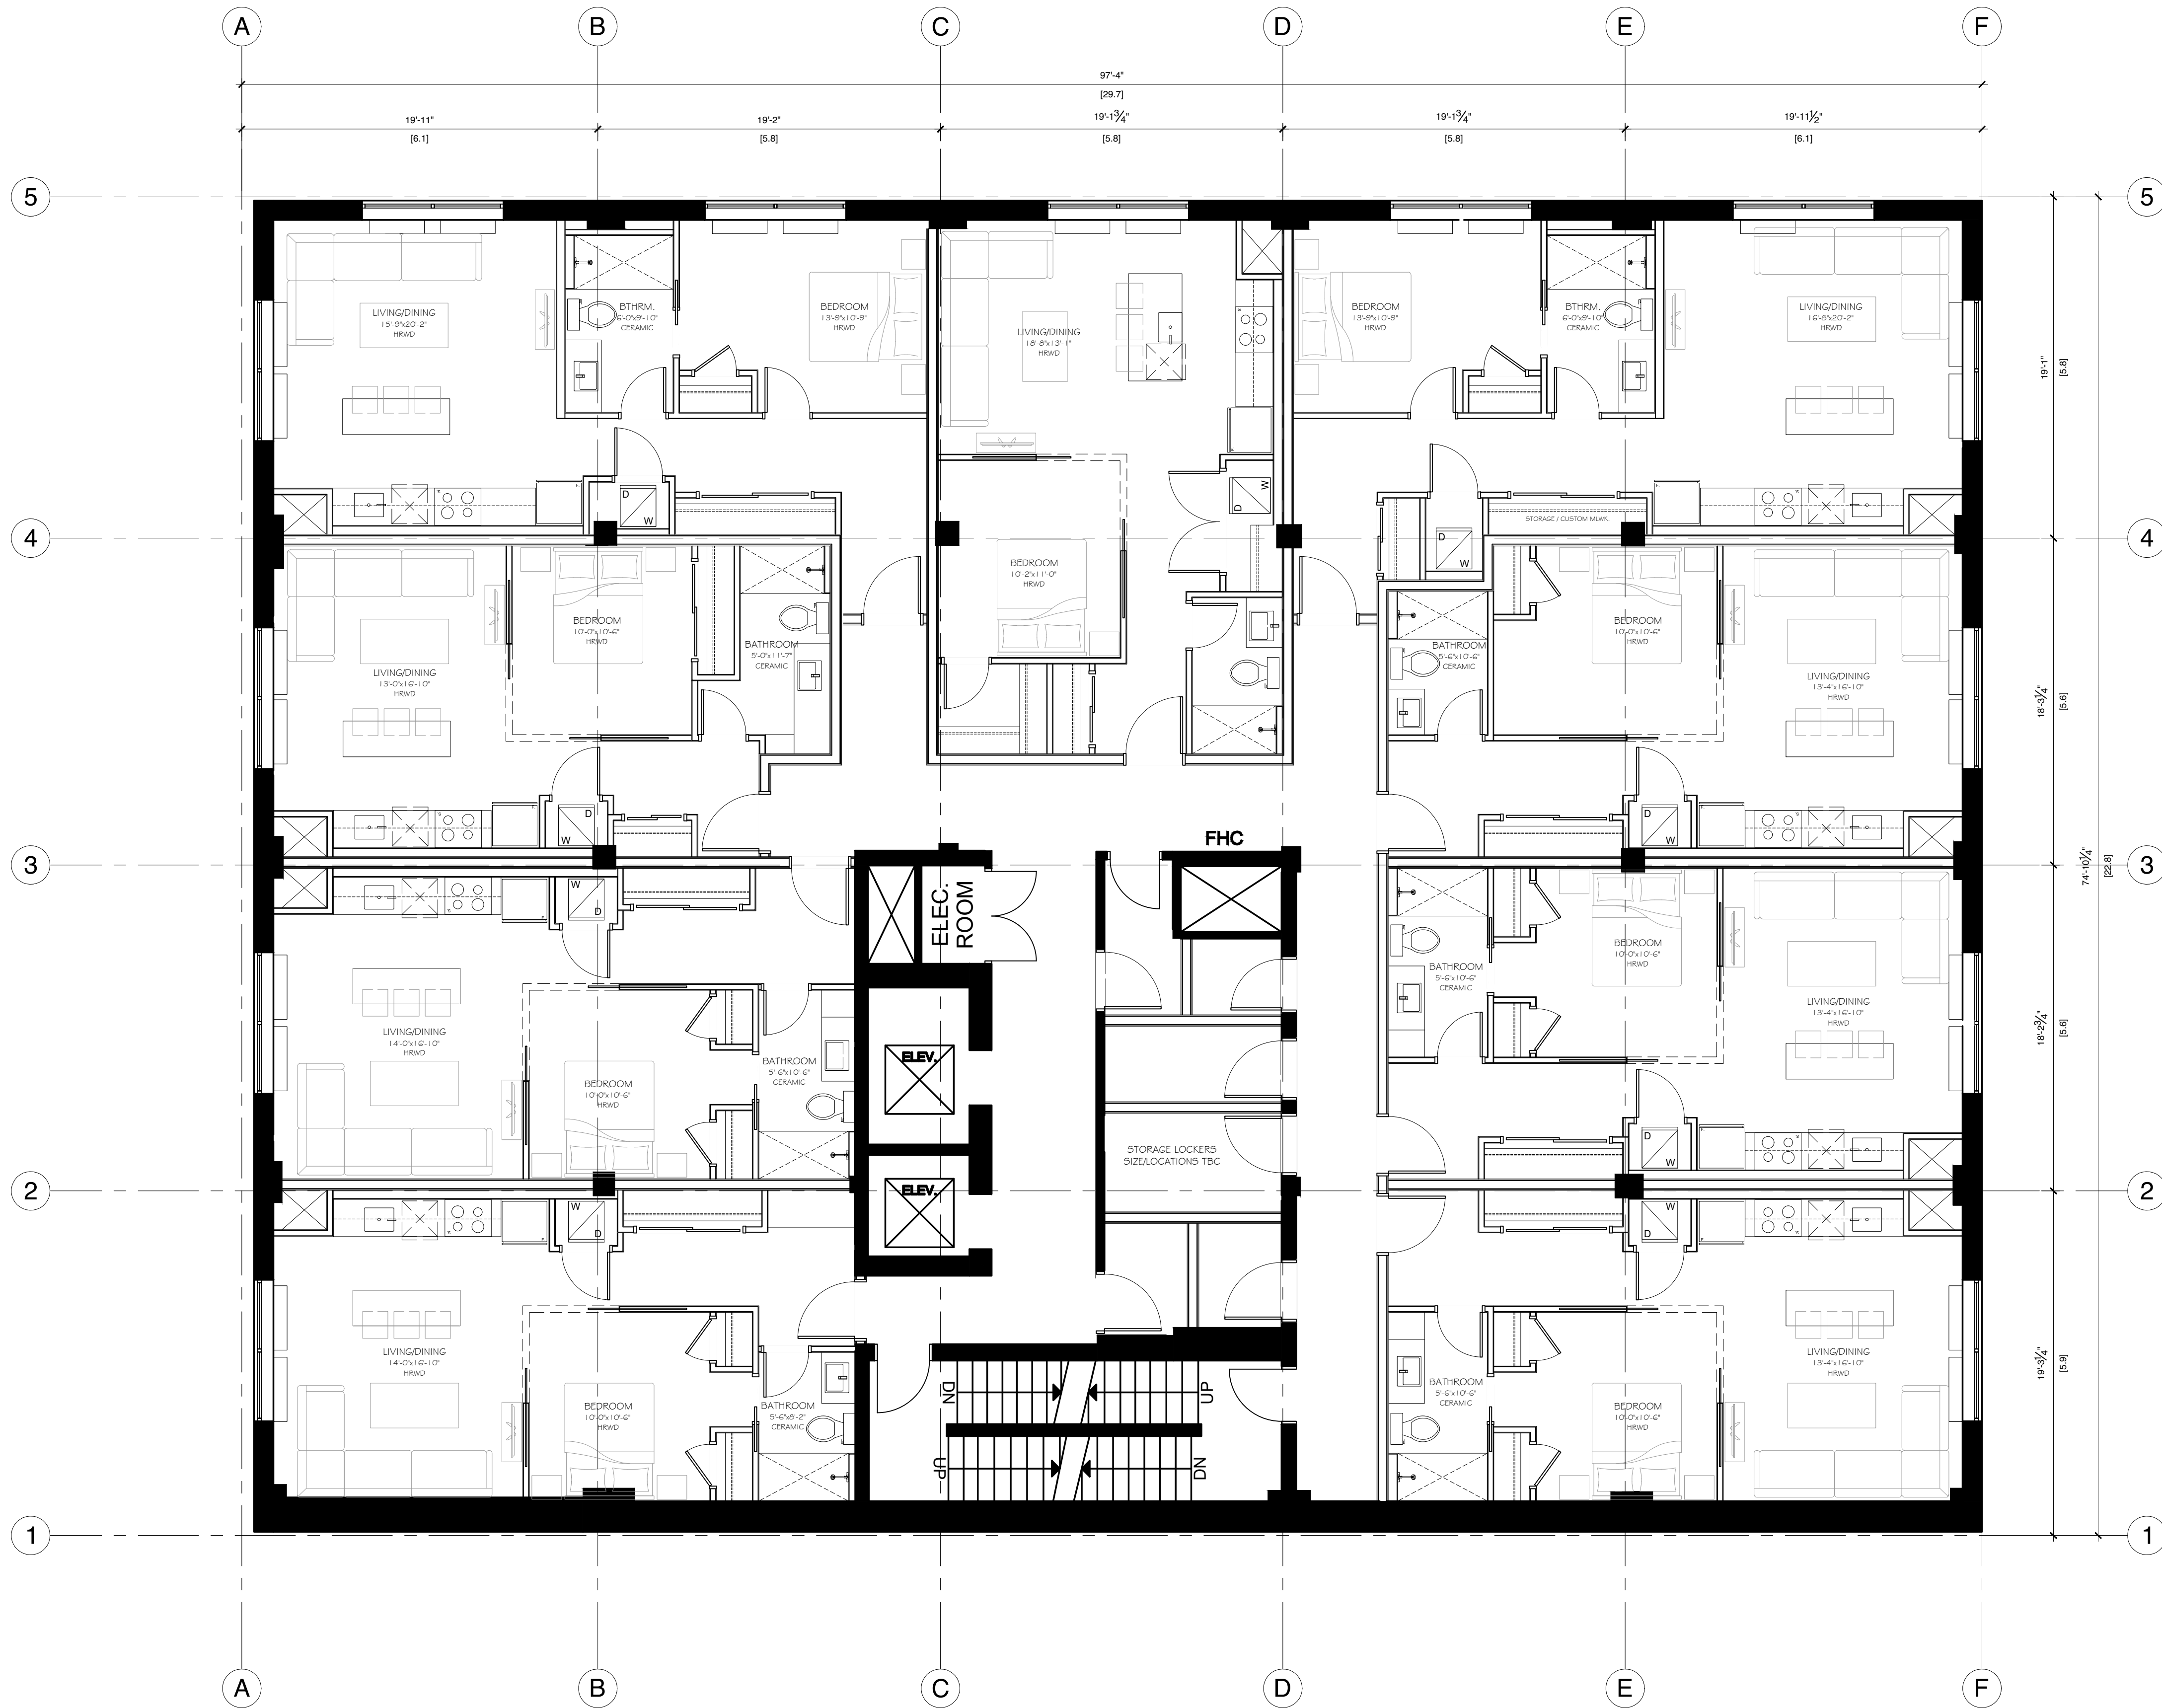 A B C D E F
97'-4"
[29.7]
19'-11" 19'-2" 19'-1¾" 19'-1¾" 19'-11½"
[6.1] [5.8] [5.8] [5.8] [6.1]
5 5
LIVING/DINING
15'-9"x20'-2"
HRWD
BTHRM.
6'-0"x9'-10"
CERAMIC
BEDROOM
13'-9"x10'-9"
HRWD
LIVING/DINING
18'-8"x13'-1"
HRWD
BEDROOM
13'-9"x10'-9"
HRWD
BTHRM.
6'-0"x9'-10"
CERAMIC
LIVING/DINING
16'-8"x20'-2"
HRWD
19'-1"
[5.8]
D
W
D
W
STORAGE / CUSTOM MLWK.
D
W
4 4
LIVING/DINING
13'-0"x16'-10"
HRWD
BEDROOM
10'-0"x10'-6"
HRWD
BATHROOM
5'-0"x11'-7"
CERAMIC
BEDROOM
10'-2"x11'-0"
HRWD
BATHROOM
5'-6"x10'-6"
CERAMIC
BEDROOM
10'-0"x10'-6"
HRWD
LIVING/DINING
13'-4"x16'-10"
HRWD
18'-3¼"
[5.6]
D
W
D
W
FHC
3 3
74'-10¼"
[22.8]
W
D
ELEC.
ROOM
LIVING/DINING
14'-0"x16'-10"
HRWD
BEDROOM
10'-0"x10'-6"
HRWD
BATHROOM
5'-6"x10'-6"
CERAMIC
ELEV.
BATHROOM
5'-6"x10'-6"
CERAMIC
BEDROOM
10'-0"x10'-6"
HRWD
LIVING/DINING
13'-4"x16'-10"
HRWD
18'-2¾"
[5.6]
STORAGE LOCKERS
SIZE/LOCATIONS TBC
D
W
2 2
ELEV.
W
D
W
D
LIVING/DINING
14'-0"x16'-10"
HRWD
BEDROOM
10'-0"x10'-6"
HRWD
BATHROOM
5'-6"x8'-2"
CERAMIC
DN
UP
UP
DN
BATHROOM
5'-6"x10'-6"
CERAMIC
BEDROOM
10'-0"x10'-6"
HRWD
LIVING/DINING
13'-4"x16'-10"
HRWD
19'-3¼"
[5.9]
1 1
A B C D E F